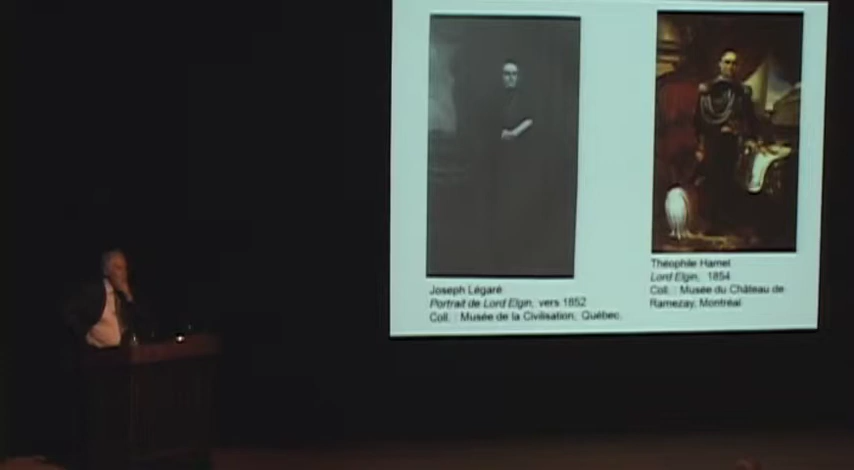 Joseph Légaré
Portrait de Lord Elgin, vers 1852
Coll. : Musée de la Civilisation, Québec.
Théophile Hamel
Lord Elgin, 1854
Coll. : Musée du Château de
Ramezay, Montréal